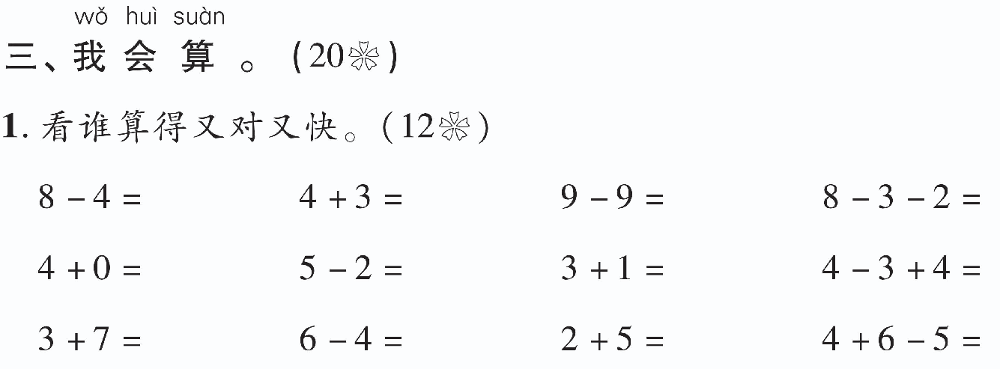 wǒ huì suàn
三、我会算。(20❀)
1. 看谁算得又对又快。(12❀)
8-4= 4+3= 9-9= 8-3-2=
4+0= 5-2= 3+1= 4-3+4=
3+7= 6-4= 2+5= 4+6-5=